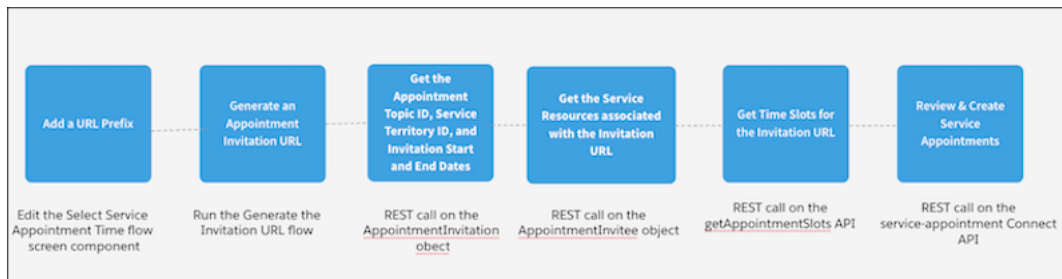 Add a URL Prefix
Generate an
Appointment
Invitation URL
Get the
Appointment
Topic ID, Service
Territory ID, and
Invitation Start
and End Dates
Get the Service
Resources associated
with the Invitation
URL
Get Time Slots for
the Invitation URL
Review & Create
Service
Appointments
Edit the Select Service
Appointment Time flow
screen component
Run the Generate the
Invitation URL flow
REST call on the
AppointmentInvitation
obect
REST call on the
AppointmentInvitee object
REST call on the
getAppointmentSlots API
REST call on the
service-appointment Connect
API